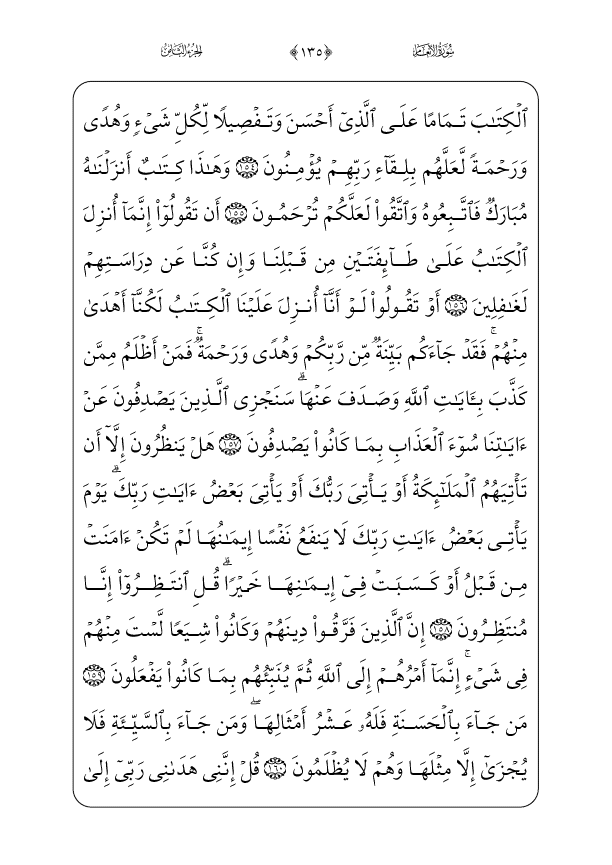 سُورَةُ الأَنعَام ﴿١٣٥﴾ الجزء الثامن
ٱلۡكِتَٰبَ تَمَامًا عَلَى ٱلَّذِيٓ أَحۡسَنَ وَتَفۡصِيلًا لِّكُلِّ شَيۡءٖ وَهُدٗى
وَرَحۡمَةٗ لَّعَلَّهُم بِلِقَآءِ رَبِّهِمۡ يُؤۡمِنُونَ ١٥٤ وَهَٰذَا كِتَٰبٌ أَنزَلۡنَٰهُ
مُبَارَكٞ فَٱتَّبِعُوهُ وَٱتَّقُواْ لَعَلَّكُمۡ تُرۡحَمُونَ ١٥٥ أَن تَقُولُوٓاْ إِنَّمَآ أُنزِلَ
ٱلۡكِتَٰبُ عَلَىٰ طَآئِفَتَيۡنِ مِن قَبۡلِنَا وَإِن كُنَّا عَن دِرَاسَتِهِمۡ
لَغَٰفِلِينَ ١٥٦ أَوۡ تَقُولُواْ لَوۡ أَنَّآ أُنزِلَ عَلَيۡنَا ٱلۡكِتَٰبُ لَكُنَّآ أَهۡدَىٰ
مِنۡهُمۡۚ فَقَدۡ جَآءَكُم بَيِّنَةٞ مِّن رَّبِّكُمۡ وَهُدٗى وَرَحۡمَةٞۚ فَمَنۡ أَظۡلَمُ مِمَّن
كَذَّبَ بِـَٔايَٰتِ ٱللَّهِ وَصَدَفَ عَنۡهَاۗ سَنَجۡزِي ٱلَّذِينَ يَصۡدِفُونَ عَنۡ
ءَايَٰتِنَا سُوٓءَ ٱلۡعَذَابِ بِمَا كَانُواْ يَصۡدِفُونَ ١٥٧ هَلۡ يَنظُرُونَ إِلَّآ أَن
تَأۡتِيَهُمُ ٱلۡمَلَٰٓئِكَةُ أَوۡ يَأۡتِيَ رَبُّكَ أَوۡ يَأۡتِيَ بَعۡضُ ءَايَٰتِ رَبِّكَۗ يَوۡمَ
يَأۡتِي بَعۡضُ ءَايَٰتِ رَبِّكَ لَا يَنفَعُ نَفۡسًا إِيمَٰنُهَا لَمۡ تَكُنۡ ءَامَنَتۡ
مِن قَبۡلُ أَوۡ كَسَبَتۡ فِيٓ إِيمَٰنِهَا خَيۡرٗاۗ قُلِ ٱنتَظِرُوٓاْ إِنَّا
مُنتَظِرُونَ ١٥٨ إِنَّ ٱلَّذِينَ فَرَّقُواْ دِينَهُمۡ وَكَانُواْ شِيَعٗا لَّسۡتَ مِنۡهُمۡ
فِي شَيۡءٍۚ إِنَّمَآ أَمۡرُهُمۡ إِلَى ٱللَّهِ ثُمَّ يُنَبِّئُهُم بِمَا كَانُواْ يَفۡعَلُونَ ١٥٩
مَن جَآءَ بِٱلۡحَسَنَةِ فَلَهُۥ عَشۡرُ أَمۡثَالِهَاۖ وَمَن جَآءَ بِٱلسَّيِّئَةِ فَلَا
يُجۡزَىٰٓ إِلَّا مِثۡلَهَا وَهُمۡ لَا يُظۡلَمُونَ ١٦٠ قُلۡ إِنَّنِي هَدَىٰنِي رَبِّيٓ إِلَىٰ